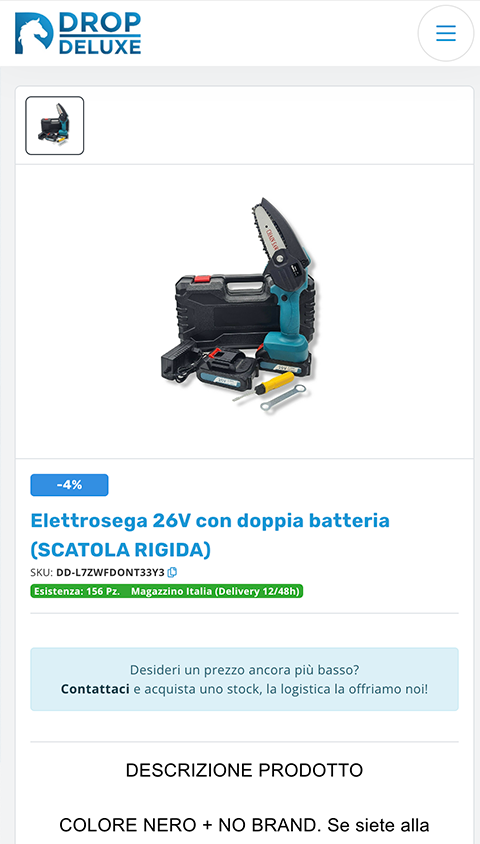 DROP
DELUXE
CHAIN SAW
-4%
Elettrosega 26V con doppia batteria
(SCATOLA RIGIDA)
SKU: DD-L7ZWFDONT33Y3
Esistenza: 156 Pz. Magazzino Italia (Delivery 12/48h)
Desideri un prezzo ancora più basso?
Contattaci e acquista uno stock, la logistica la offriamo noi!
DESCRIZIONE PRODOTTO
COLORE NERO + NO BRAND. Se siete alla